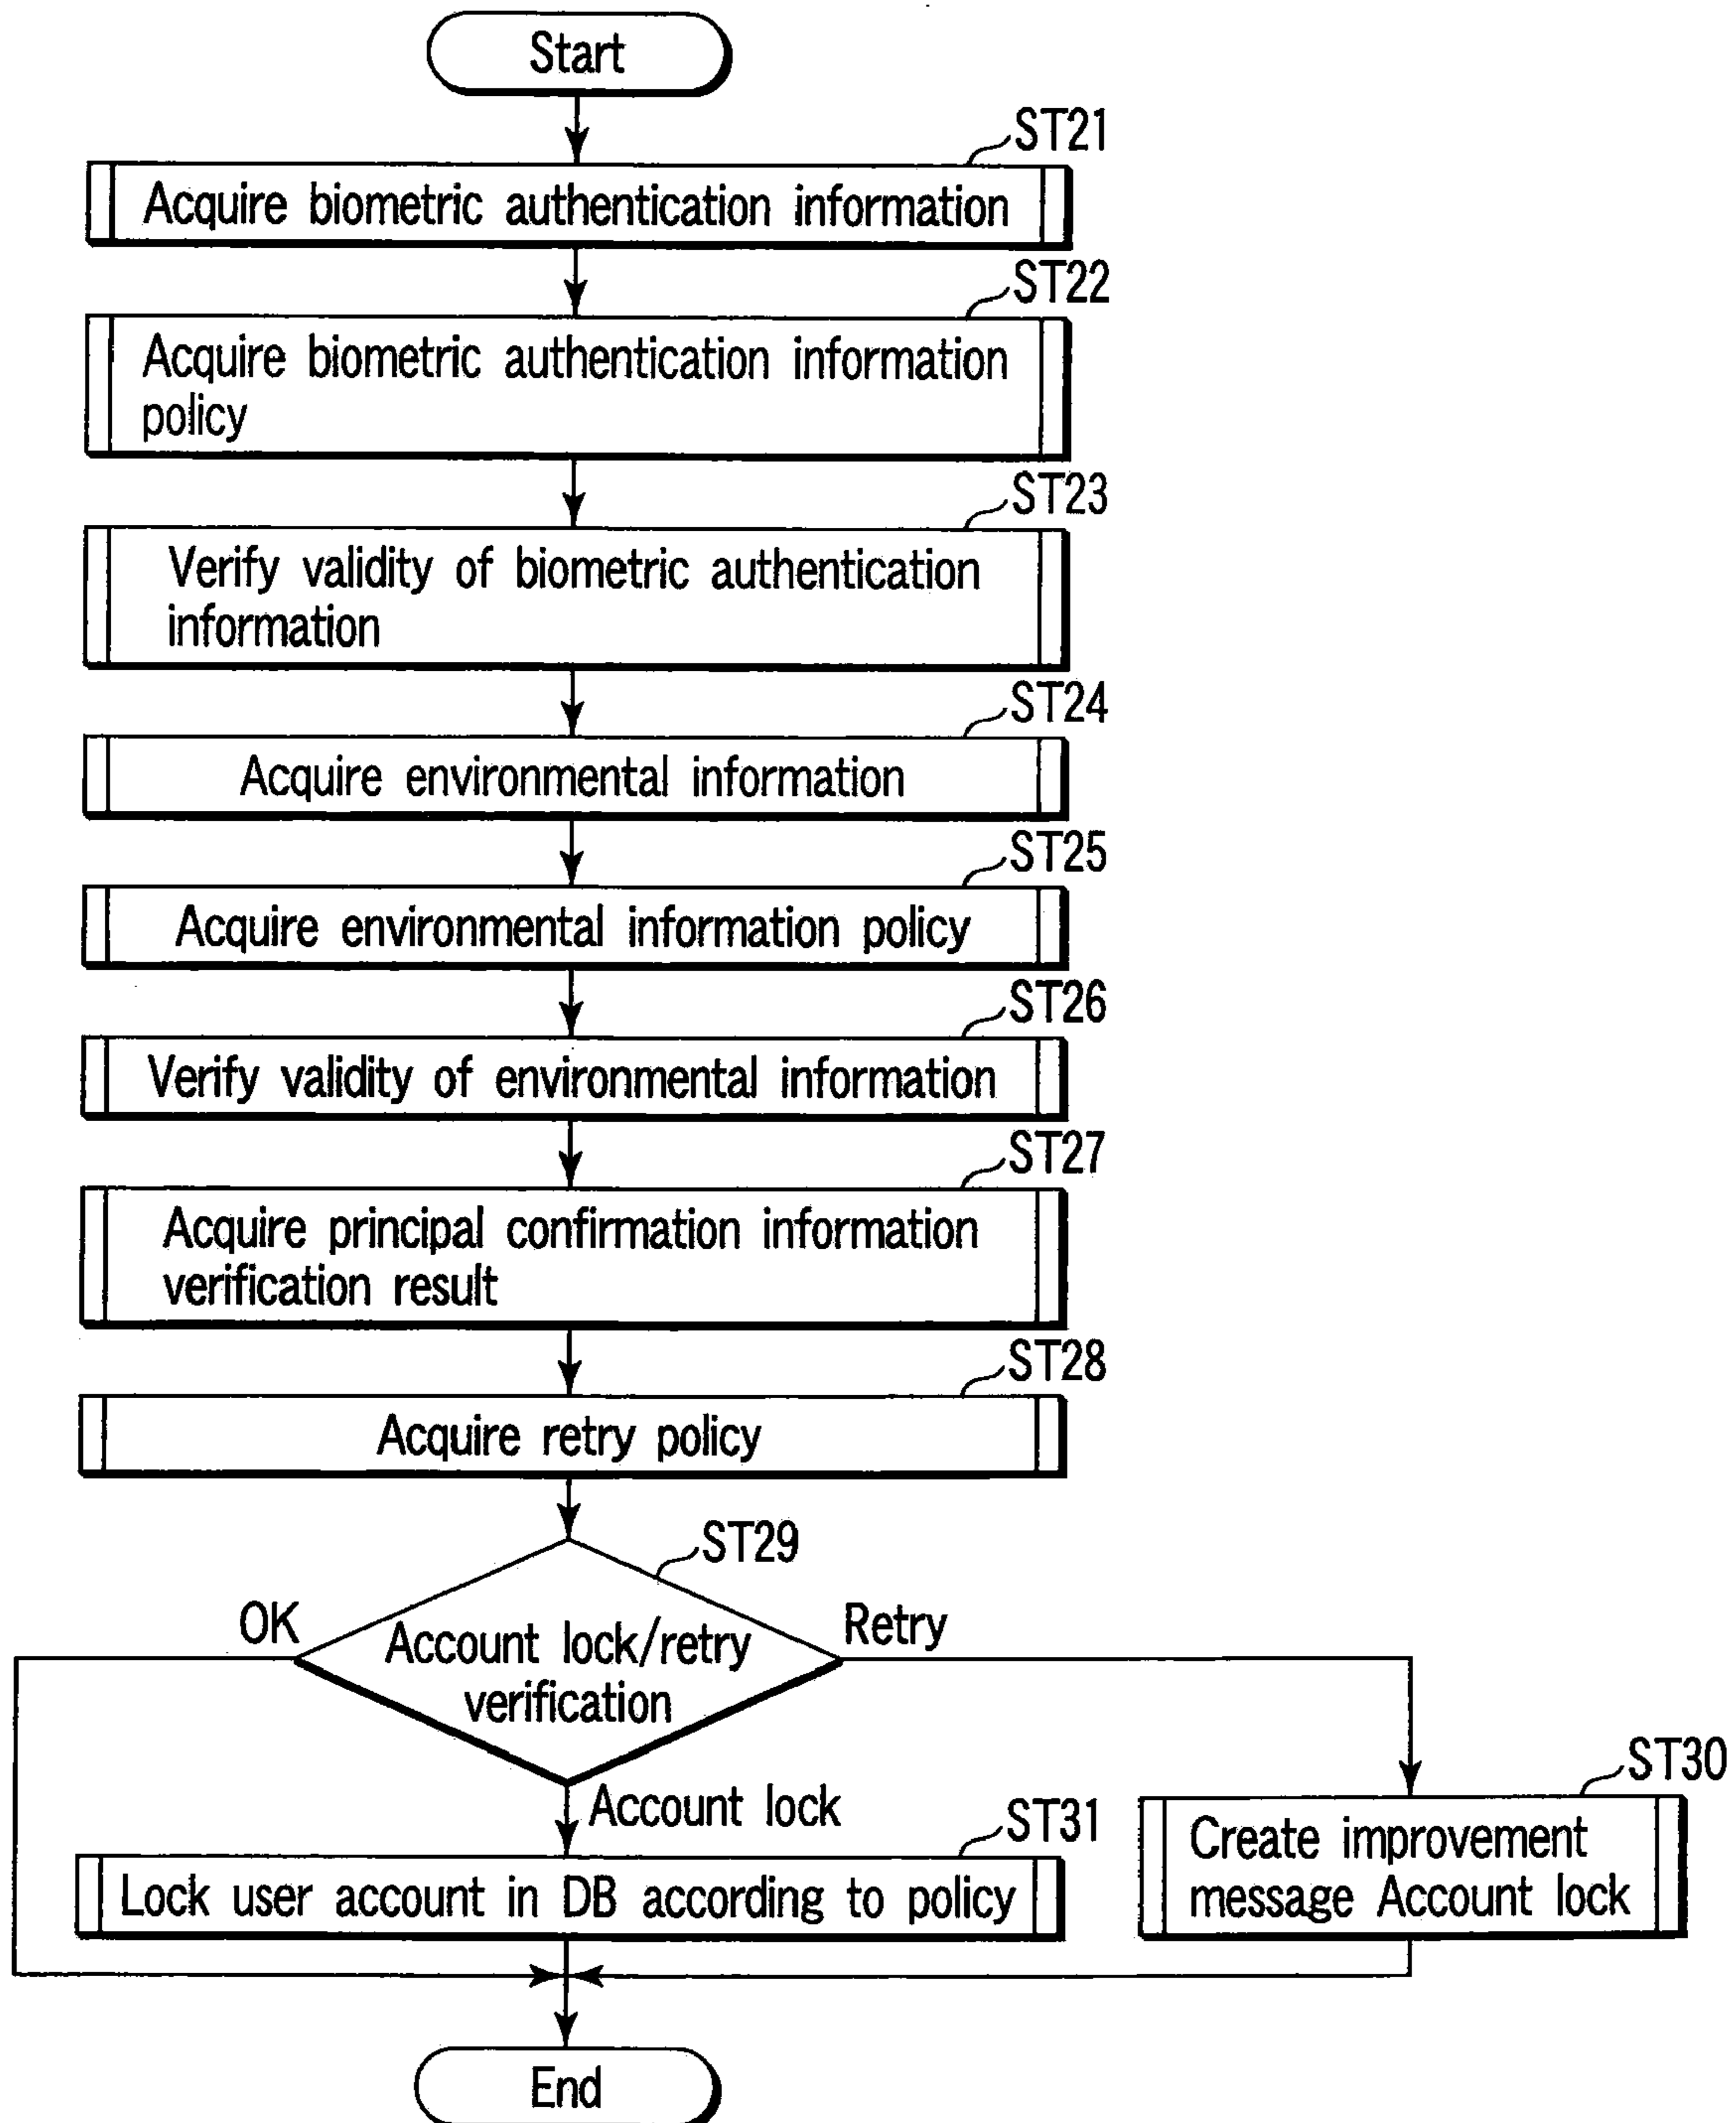 Start
ST21
Acquire biometric authentication information
ST22
Acquire biometric authentication information
policy
ST23
Verify validity of biometric authentication
information
ST24
Acquire environmental information
ST25
Acquire environmental information policy
ST26
Verify validity of environmental information
ST27
Acquire principal confirmation information
verification result
ST28
Acquire retry policy
ST29
OK
Account lock/retry
verification
Retry
Account lock
ST31
Lock user account in DB according to policy
ST30
Create improvement
message Account lock
End